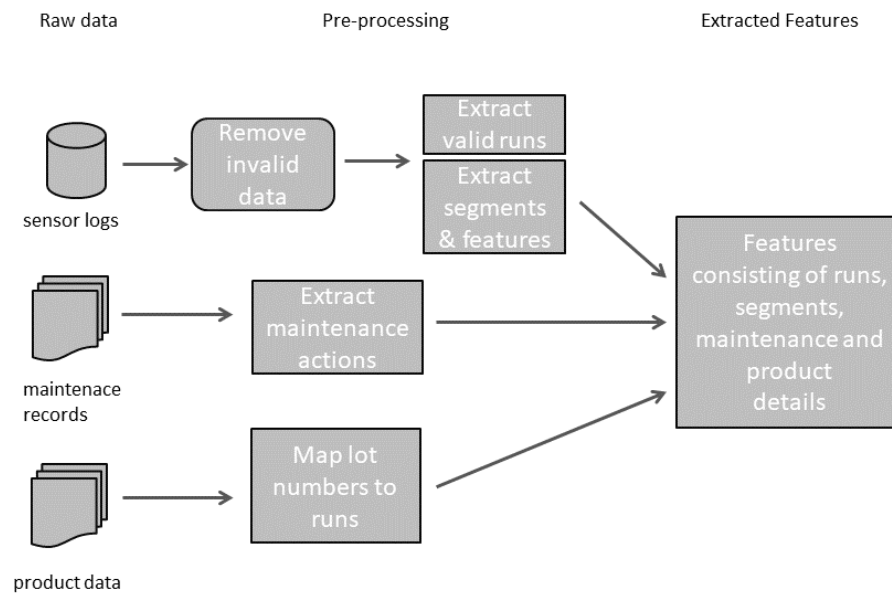 Raw data
Pre-processing
Extracted Features
Remove
invalid
data
Extract
valid runs
Extract
segments
& features
sensor logs
Features
consisting of runs,
segments,
maintenance and
product
details
Extract
maintenance
actions
maintenace
records
Map lot
numbers to
runs
product data